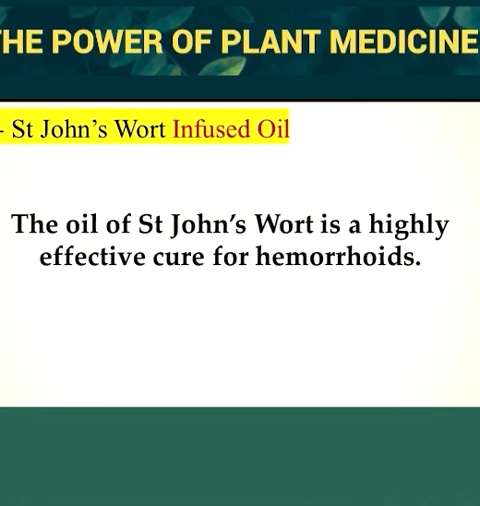 THE POWER OF PLANT MEDICINE
- St John's Wort Infused Oil
The oil of St John's Wort is a highly
effective cure for hemorrhoids.